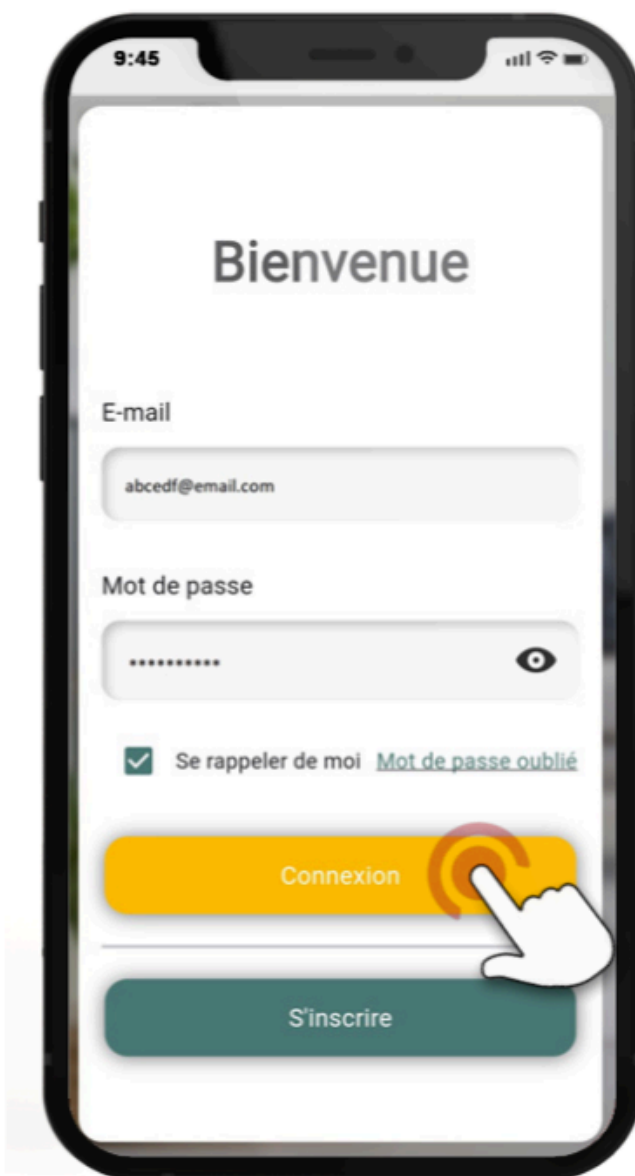 9:45
Bienvenue
E-mail
abcedf@email.com
Mot de passe
••••••••••
Se rappeler de moi Mot de passe oublié
Connexion
S'inscrire